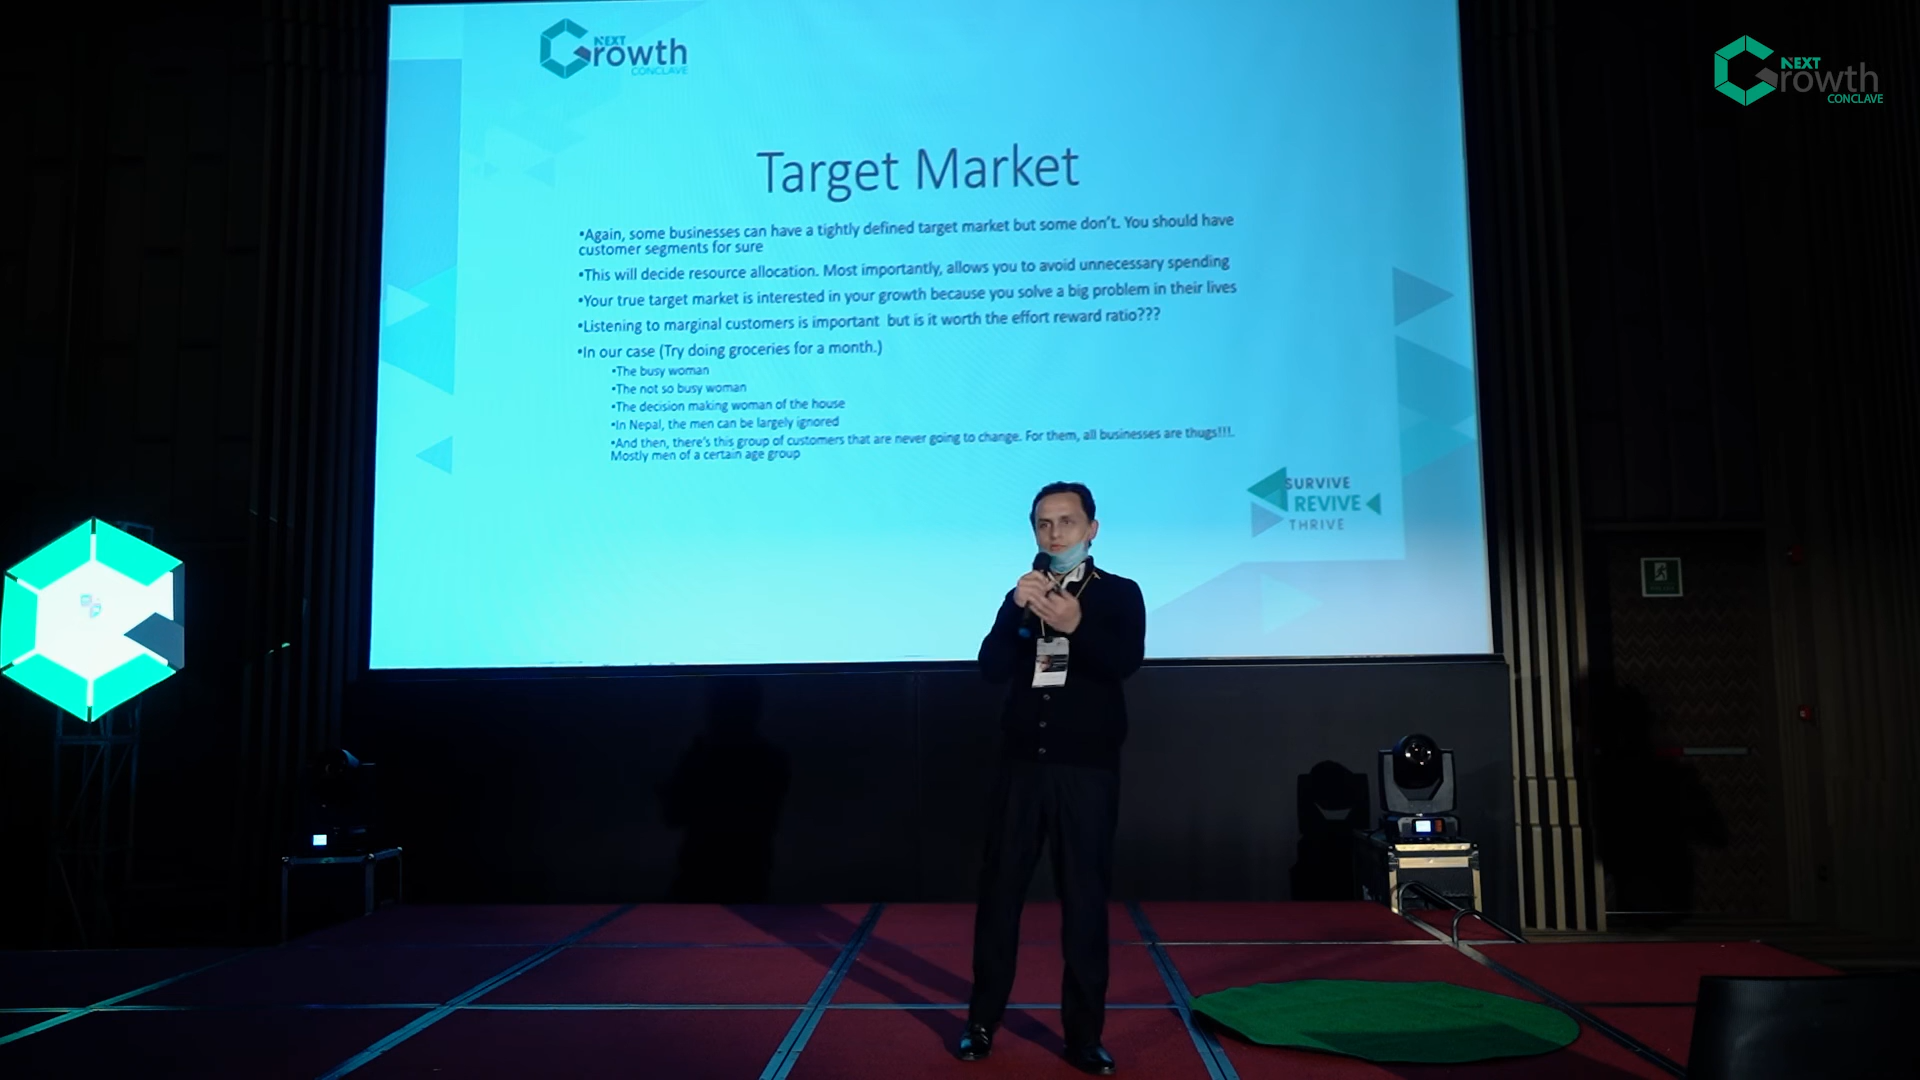 NEXT
Growth
CONCLAVE
NEXT
Growth
CONCLAVE
Target Market
•Again, some businesses can have a tightly defined target market but some don't. You should have
customer segments for sure
•This will decide resource allocation. Most importantly, allows you to avoid unnecessary spending
•Your true target market is interested in your growth because you solve a big problem in their lives
•Listening to marginal customers is important but is it worth the effort reward ratio???
•In our case (Try doing groceries for a month.)
•The busy woman
•The not so busy woman
•The decision making woman of the house
•In Nepal, the men can be largely ignored
•And then, there's this group of customers that are never going to change. For them, all businesses are thugs!!!.
Mostly men of a certain age group
SURVIVE
REVIVE
THRIVE